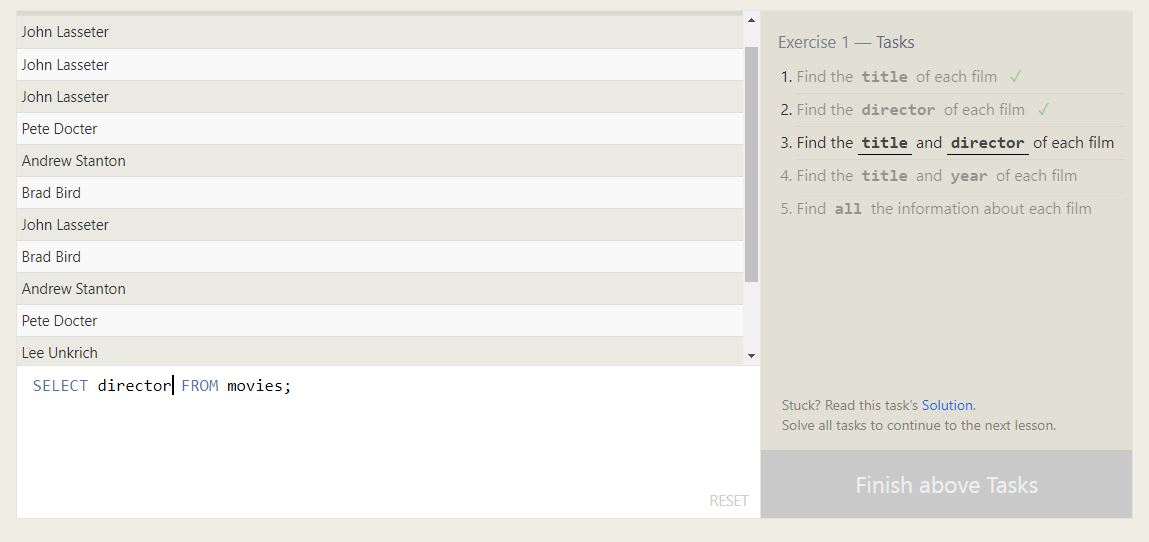 John Lasseter
John Lasseter
John Lasseter
Pete Docter
Andrew Stanton
Brad Bird
John Lasseter
Brad Bird
Andrew Stanton
Pete Docter
Lee Unkrich
SELECT director FROM movies;
RESET
Exercise 1 — Tasks
1. Find the title of each film ✓
2. Find the director of each film ✓
3. Find the title and director of each film
4. Find the title and year of each film
5. Find all the information about each film
Stuck? Read this task's Solution.
Solve all tasks to continue to the next lesson.
Finish above Tasks